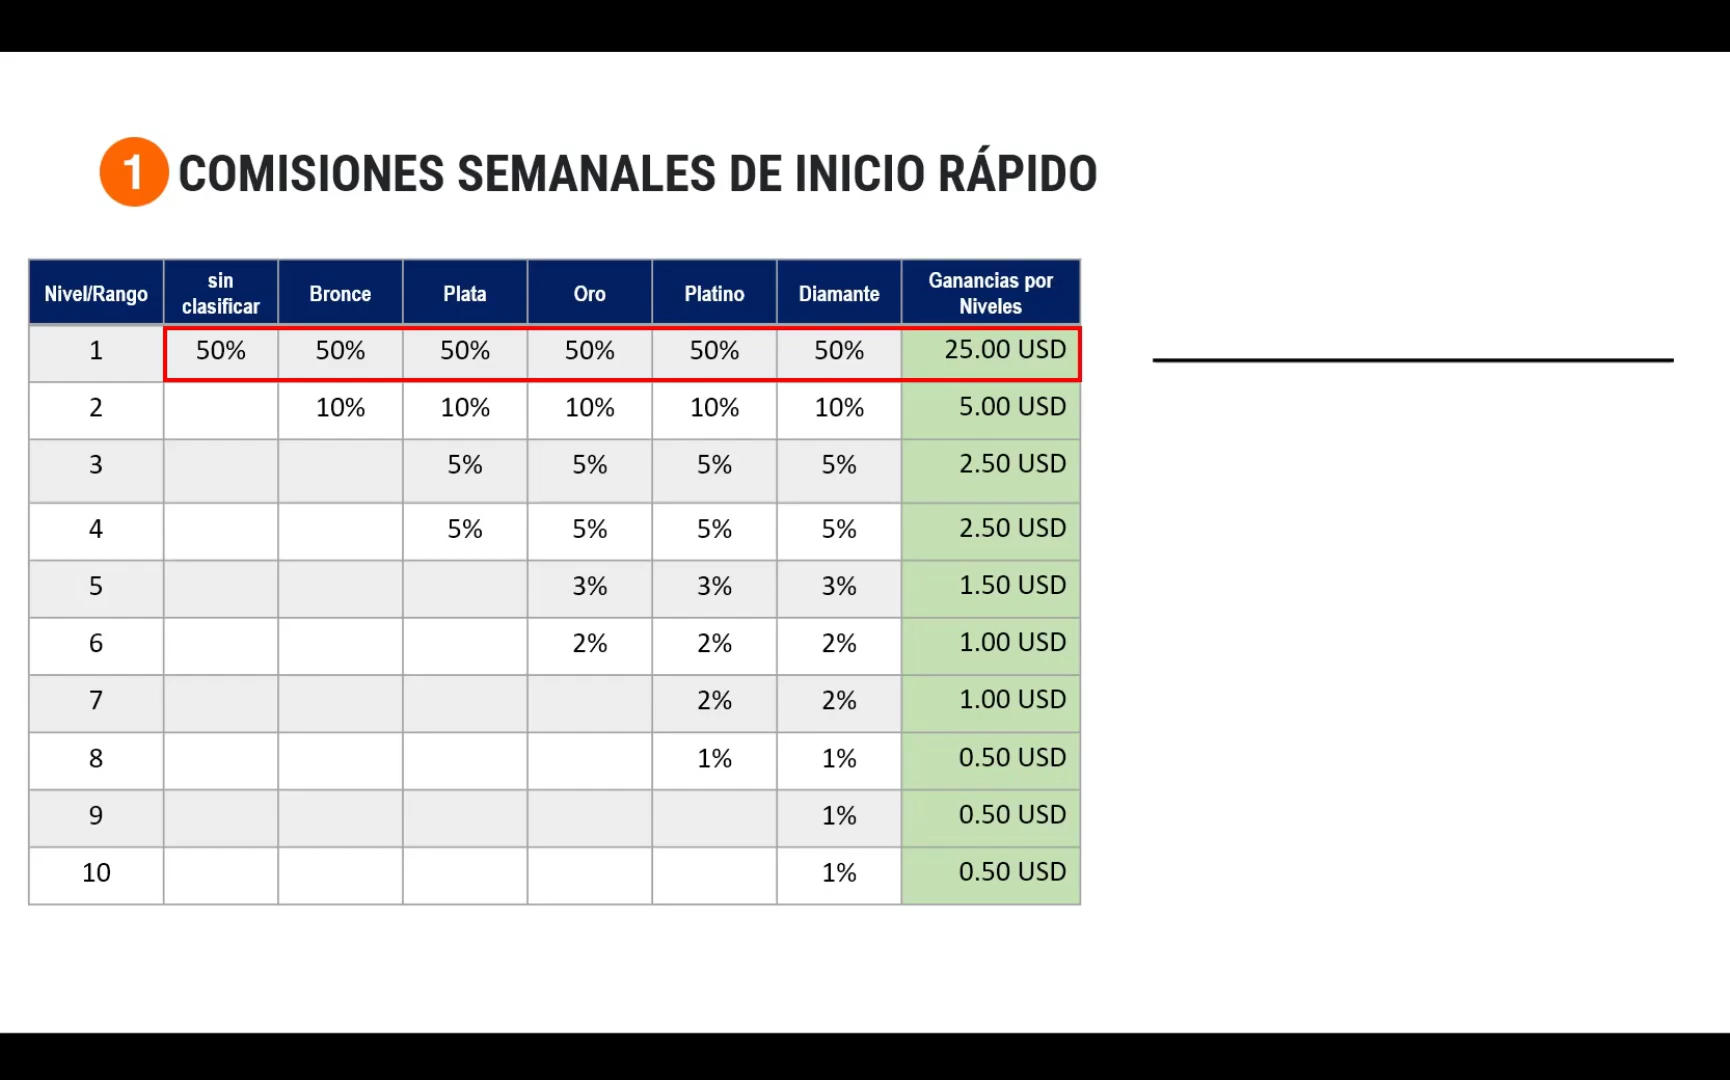 1 COMISIONES SEMANALES DE INICIO RÁPIDO
Nivel/Rango sin clasificar Bronce Plata Oro Platino Diamante Ganancias por Niveles
1 50% 50% 50% 50% 50% 50% 25.00 USD
2 10% 10% 10% 10% 10% 5.00 USD
3 5% 5% 5% 5% 2.50 USD
4 5% 5% 5% 5% 2.50 USD
5 3% 3% 3% 1.50 USD
6 2% 2% 2% 1.00 USD
7 2% 2% 1.00 USD
8 1% 1% 0.50 USD
9 1% 0.50 USD
10 1% 0.50 USD